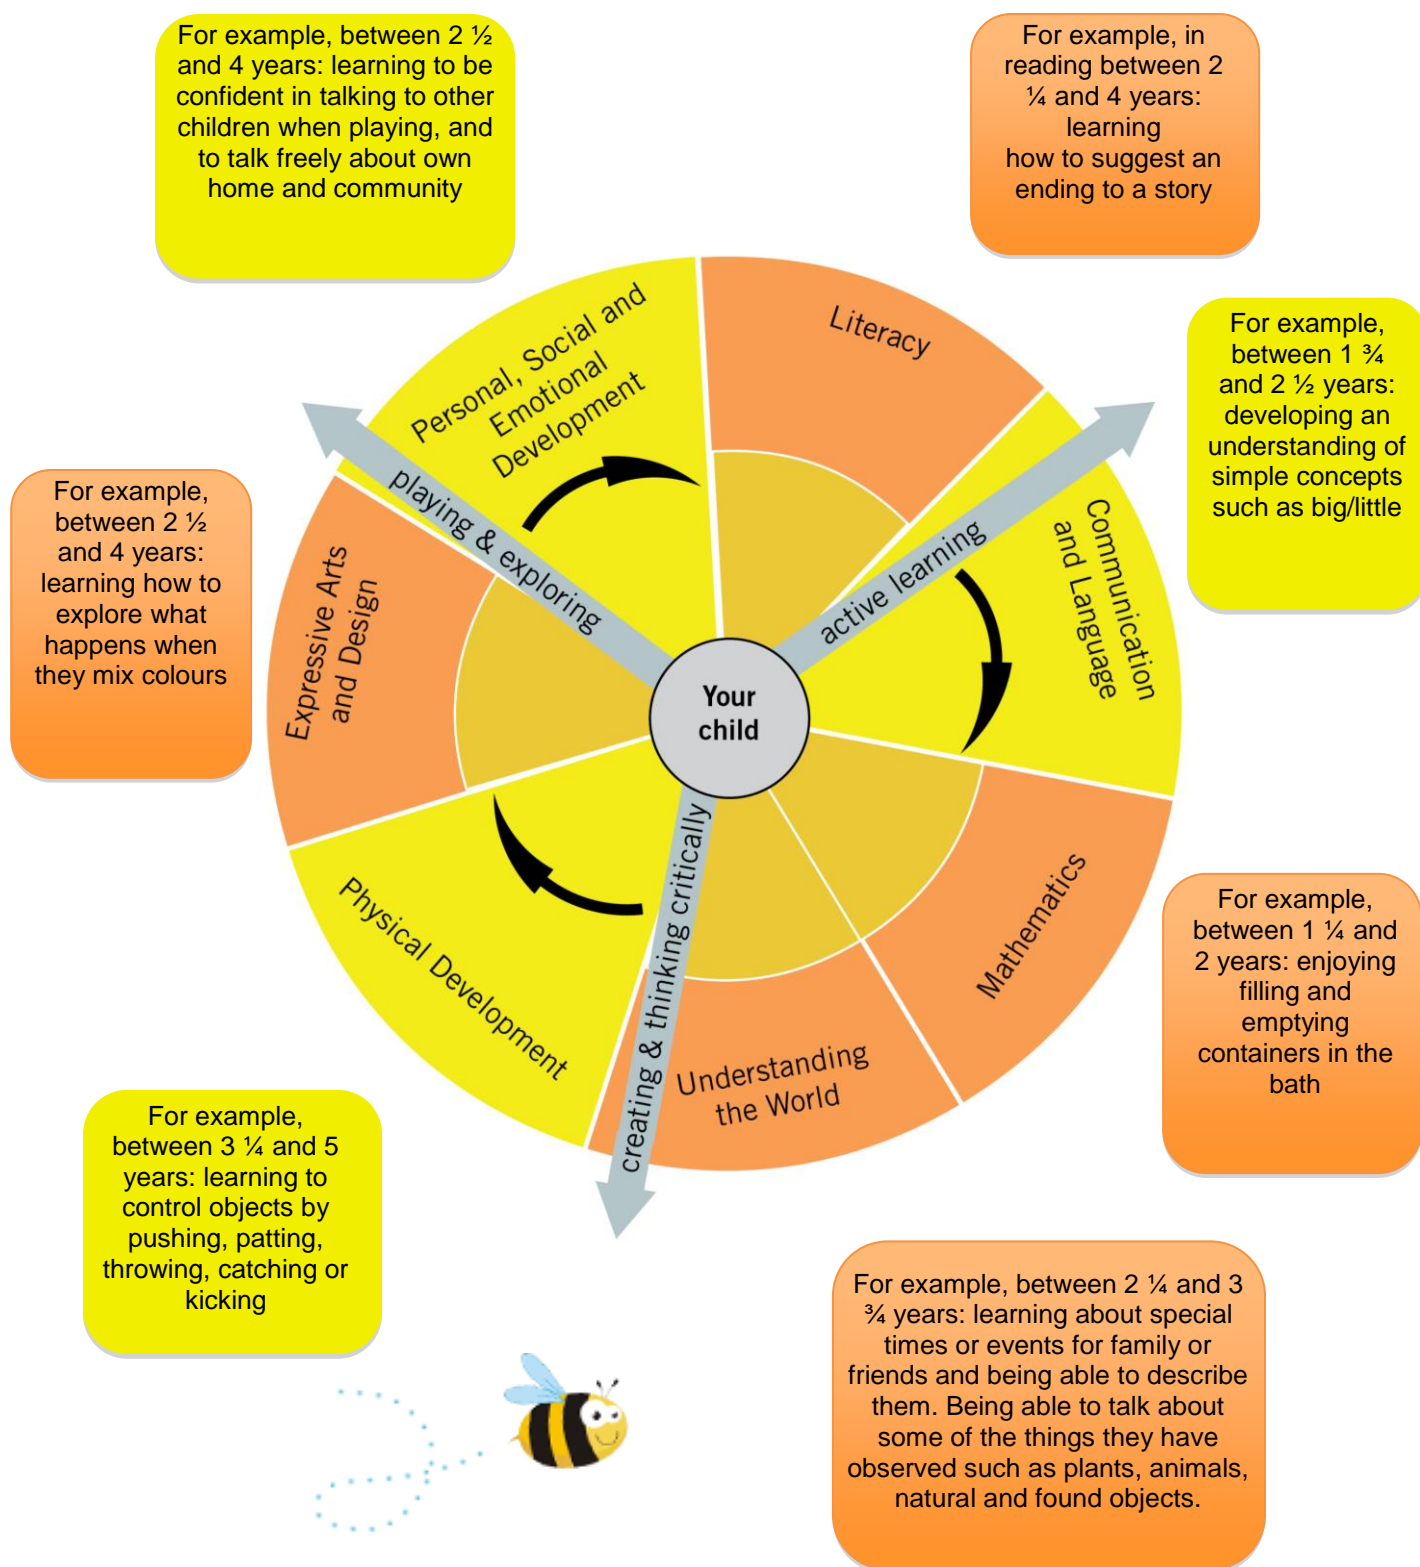 For example, between 2 ½
and 4 years: learning to be
confident in talking to other
children when playing, and
to talk freely about own
home and community
For example, in
reading between 2
¼ and 4 years:
learning
how to suggest an
ending to a story
For example,
between 1 ¾
and 2 ½ years:
developing an
understanding of
simple concepts
such as big/little
For example,
between 2 ½
and 4 years:
learning how to
explore what
happens when
they mix colours
Personal, Social and
Emotional
Development
Literacy
Communication
and Language
Expressive Arts
and Design
playing & exploring
active learning
Your
child
creating & thinking critically
Mathematics
Physical Development
Understanding
the World
For example,
between 1 ¼ and
2 years: enjoying
filling and
emptying
containers in the
bath
For example,
between 3 ¼ and 5
years: learning to
control objects by
pushing, patting,
throwing, catching or
kicking
For example, between 2 ¼ and 3
¾ years: learning about special
times or events for family or
friends and being able to describe
them. Being able to talk about
some of the things they have
observed such as plants, animals,
natural and found objects.